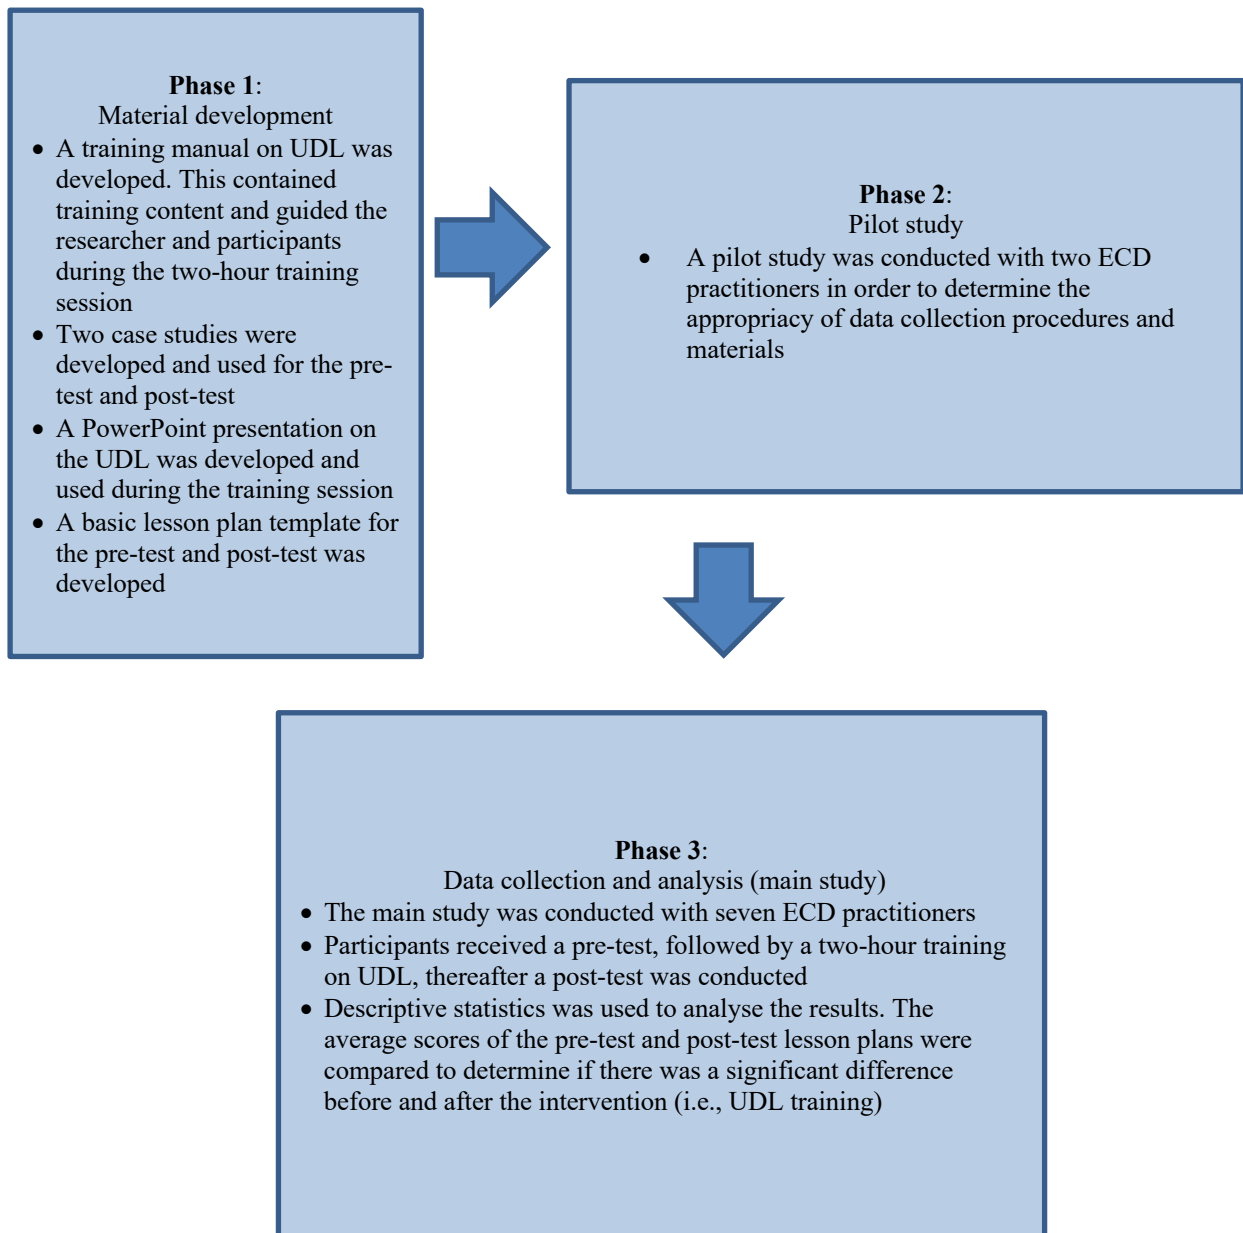 Phase 1:
Material development
• A training manual on UDL was
developed. This contained
training content and guided the
researcher and participants
during the two-hour training
session
• Two case studies were
developed and used for the pre-
test and post-test
• A PowerPoint presentation on
the UDL was developed and
used during the training session
• A basic lesson plan template for
the pre-test and post-test was
developed
Phase 2:
Pilot study
• A pilot study was conducted with two ECD
practitioners in order to determine the
appropriacy of data collection procedures and
materials
Phase 3:
Data collection and analysis (main study)
• The main study was conducted with seven ECD practitioners
• Participants received a pre-test, followed by a two-hour training
on UDL, thereafter a post-test was conducted
• Descriptive statistics was used to analyse the results. The
average scores of the pre-test and post-test lesson plans were
compared to determine if there was a significant difference
before and after the intervention (i.e., UDL training)